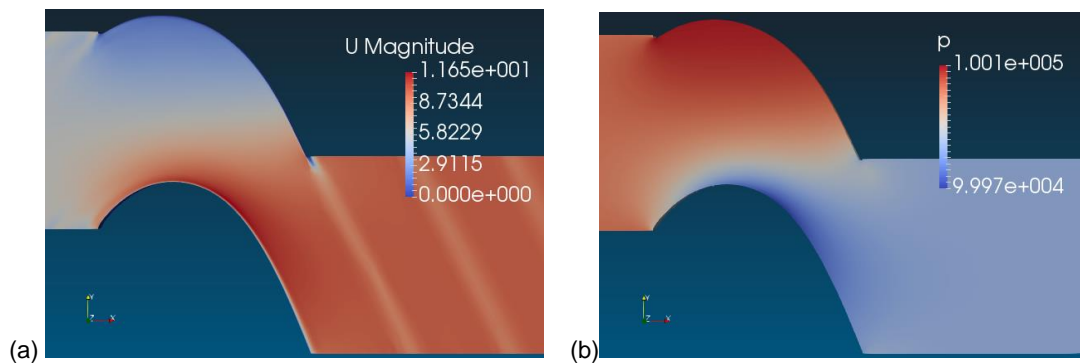 U Magnitude
1.165e+001
8.7344
5.8229
2.9115
0.000e+000
Y
Z X
(a)
p
1.001e+005
9.997e+004
Y
Z X
(b)